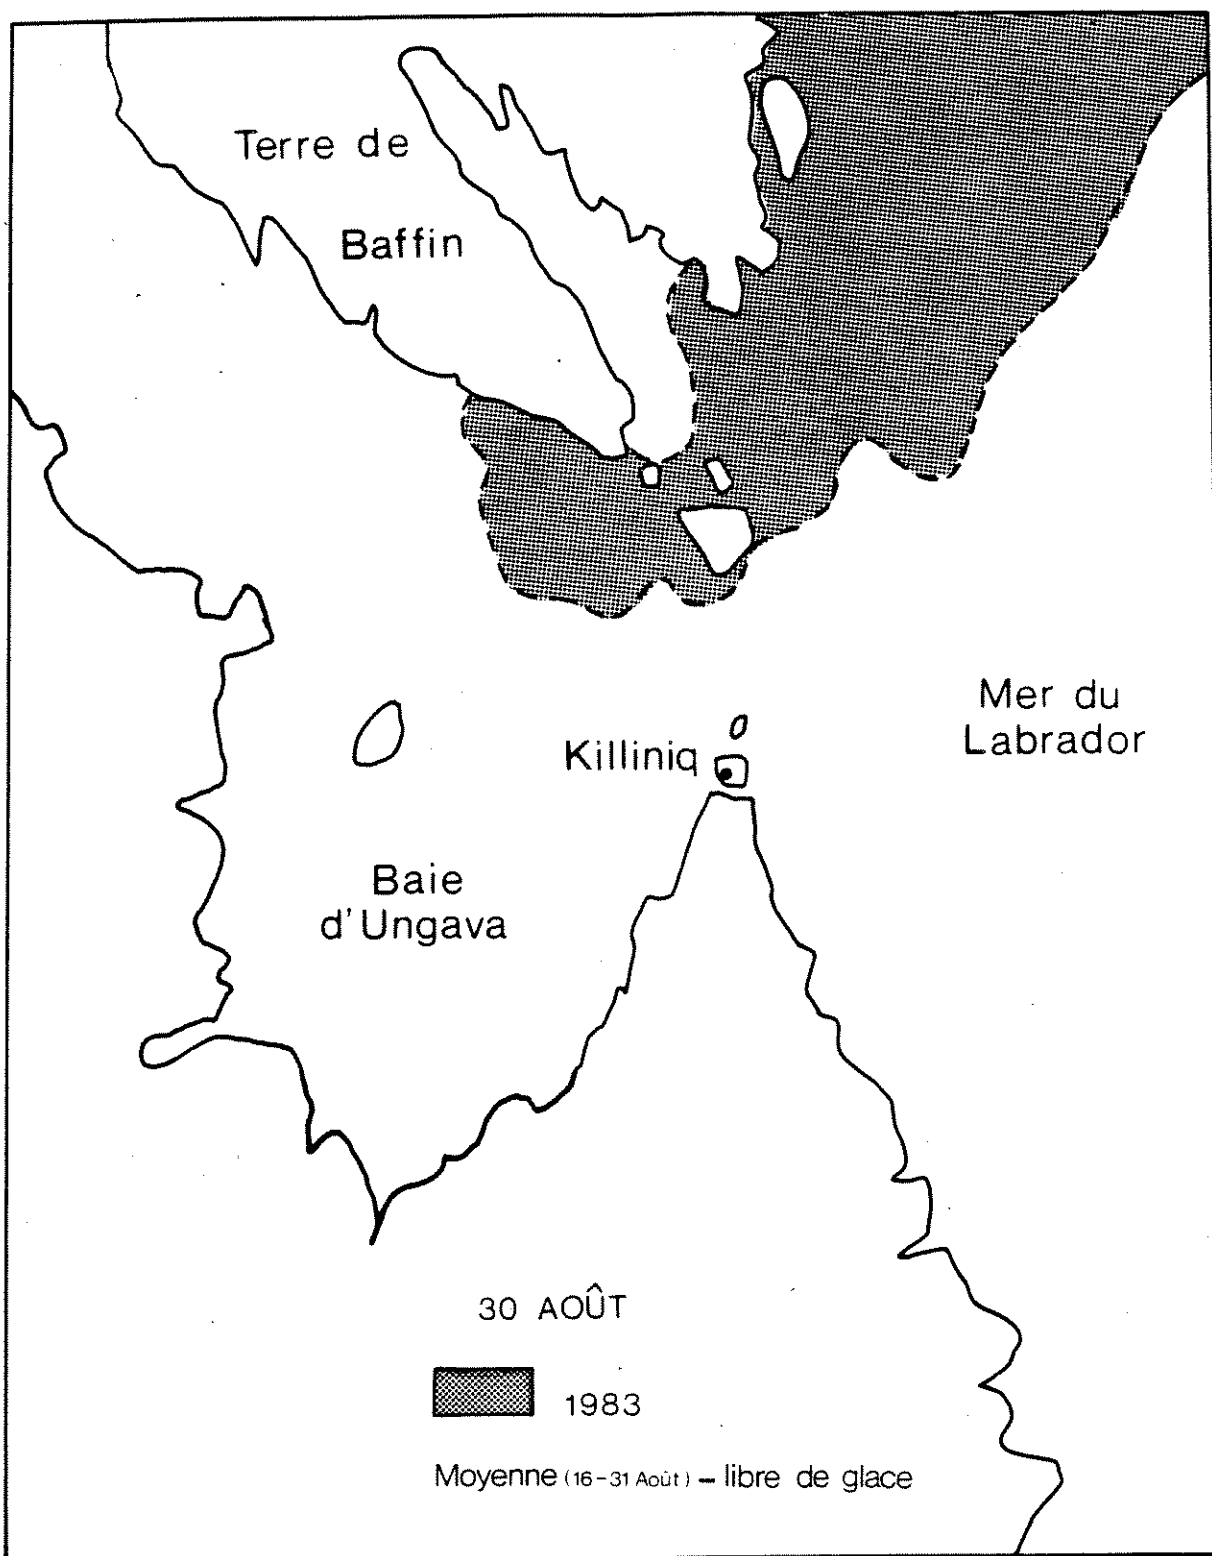 Terre de
Baffin
Mer du
Labrador
Killiniq
Baie
d'Ungava
30 AOÛT
1983
Moyenne (16-31 Août) - libre de glace